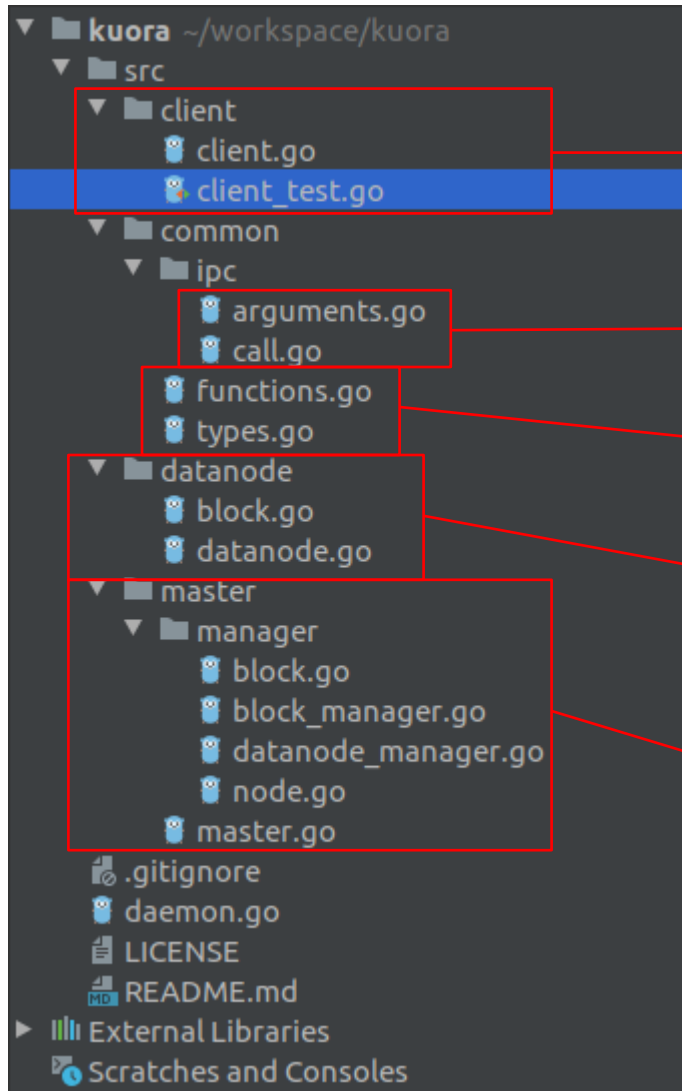 kuora ~/workspace/kuora
src
client
client.go
client_test.go
common
ipc
arguments.go
call.go
functions.go
types.go
datanode
block.go
datanode.go
master
manager
block.go
block_manager.go
datanode_manager.go
node.go
master.go
.gitignore
daemon.go
LICENSE
MD README.md
External Libraries
Scratches and Consoles